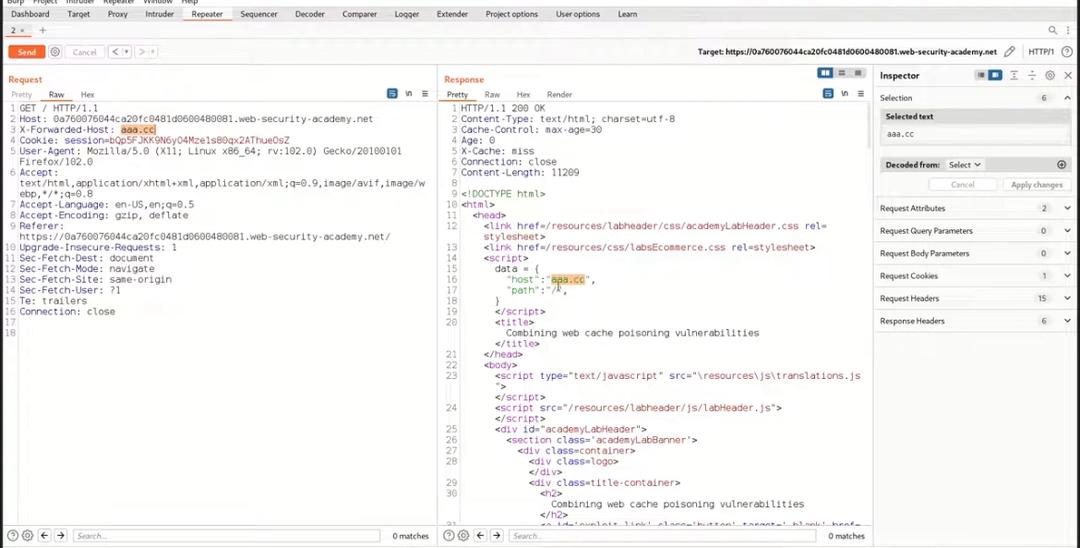 Burp Project Intruder Repeater Window Help
Dashboard Target Proxy Intruder Repeater Sequencer Decoder Comparer Logger Extender Project options User options Learn
2 × +
Send Cancel < >
Target: https://0a760076044ca20fc0481d0600480081.web-security-academy.net HTTP/1
Request
Pretty Raw Hex
\n
1 GET / HTTP/1.1
2 Host: 0a760076044ca20fc0481d0600480081.web-security-academy.net
3 X-Forwarded-Host: aaa.cc
4 Cookie: session=bQp5FJKK9N6yO4Mze1s80qx2AThueOsZ
5 User-Agent: Mozilla/5.0 (X11; Linux x86_64; rv:102.0) Gecko/20100101
Firefox/102.0
6 Accept:
text/html,application/xhtml+xml,application/xml;q=0.9,image/avif,image/w
ebp,*/*;q=0.8
7 Accept-Language: en-US,en;q=0.5
8 Accept-Encoding: gzip, deflate
9 Referer:
https://0a760076044ca20fc0481d0600480081.web-security-academy.net/
10 Upgrade-Insecure-Requests: 1
11 Sec-Fetch-Dest: document
12 Sec-Fetch-Mode: navigate
13 Sec-Fetch-Site: same-origin
14 Sec-Fetch-User: ?1
15 Te: trailers
16 Connection: close
17
18
Search... 0 matches
Response
Pretty Raw Hex Render
\n
1 HTTP/1.1 200 OK
2 Content-Type: text/html; charset=utf-8
3 Cache-Control: max-age=30
4 Age: 0
5 X-Cache: miss
6 Connection: close
7 Content-Length: 11209
8
9 <!DOCTYPE html>
10 <html>
11 <head>
12 <link href=/resources/labheader/css/academyLabHeader.css rel=
stylesheet>
13 <link href=/resources/css/labsEcommerce.css rel=stylesheet>
14 <script>
15 data = {
16 "host":"aaa.cc",
17 "path":"/",
18 }
19 </script>
20 <title>
Combining web cache poisoning vulnerabilities
</title>
21 </head>
22 <body>
23 <script type="text/javascript" src="\resources\js\translations.js
">
</script>
24 <script src="/resources/labheader/js/labHeader.js">
</script>
25 <div id="academyLabHeader">
26 <section class='academyLabBanner'>
27 <div class=container>
28 <div class=logo>
</div>
29 <div class=title-container>
30 <h2>
Combining web cache poisoning vulnerabilities
</h2>
31 <a id='exploit-link' class='button' target='_blank' href=
Search... 0 matches
Inspector
Selection 6
Selected text
aaa.cc
Decoded from: Select
Cancel Apply changes
Request Attributes 2
Request Query Parameters 0
Request Body Parameters 0
Request Cookies 1
Request Headers 15
Response Headers 6